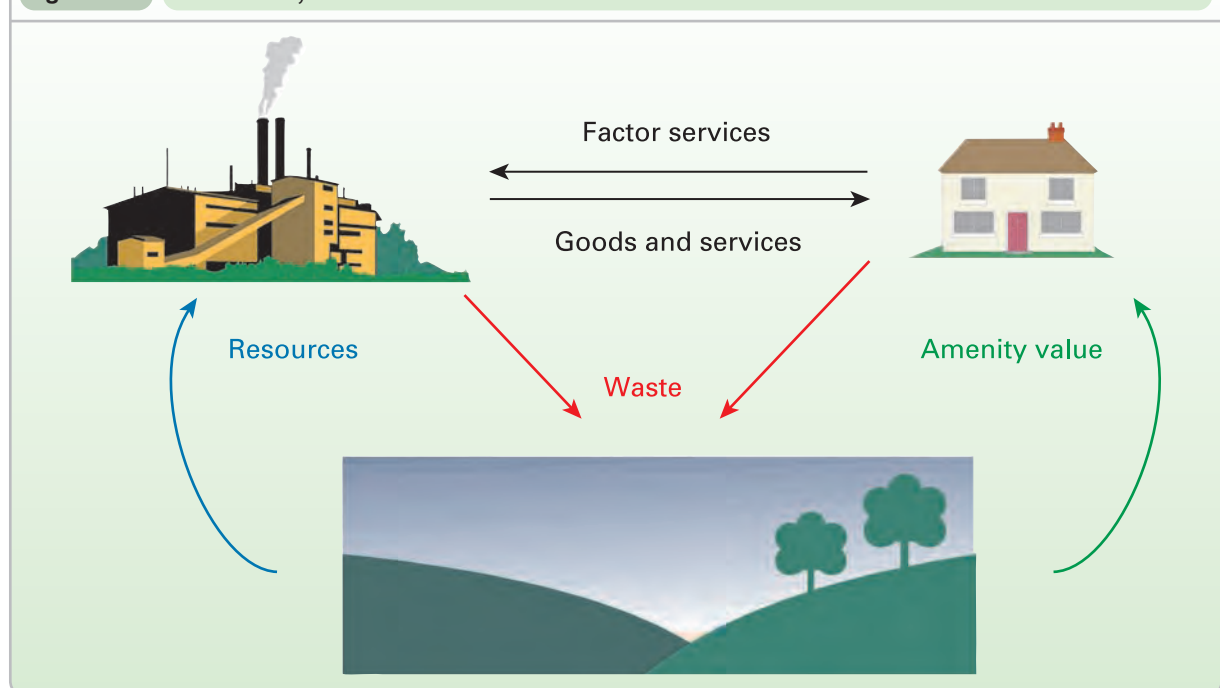 Factor services
Goods and services
Resources
Amenity value
Waste